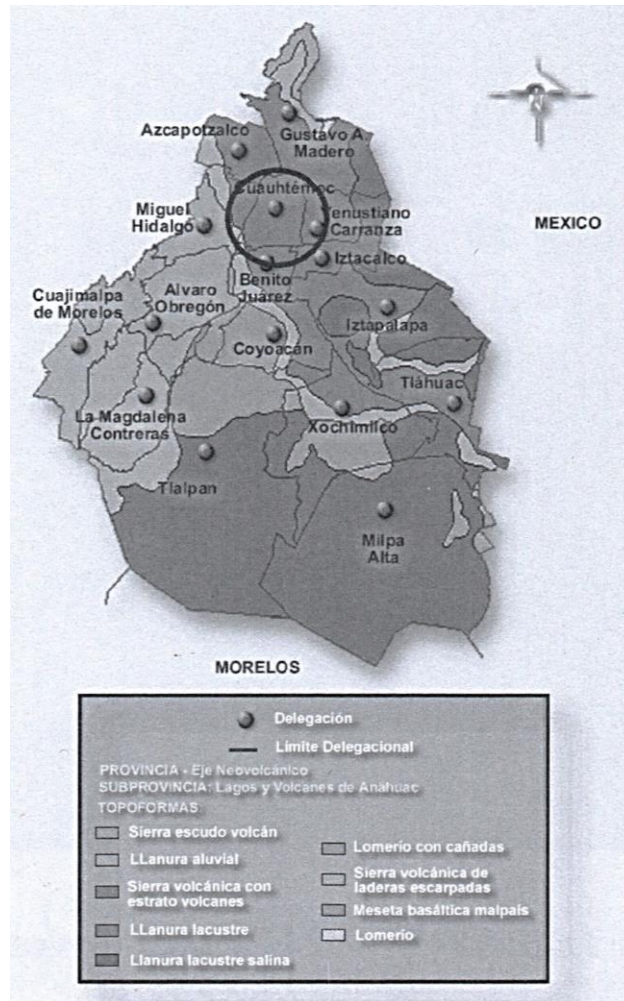 Azcapotzalco
Gustavo A.
Madero
Cuauhtémoc
Miguel
Hidalgo
Venustiano
Carranza
MEXICO
Iztacalco
Benito
Juárez
Cuajimalpa
de Morelos
Alvaro
Obregón
Iztapalapa
Coyoacán
Tláhuac
La Magdalena
Contreras
Xochimilco
Tlalpan
Milpa
Alta
MORELOS
Delegación
Límite Delegacional
PROVINCIA - Eje Neovolcánico
SUBPROVINCIA: Lagos y Volcanes de Anáhuac
TOPOFORMAS:
Sierra escudo volcán
LLanura aluvial
Sierra volcánica con
estrato volcanes
LLanura lacustre
Llanura lacustre salina
Lomerío con cañadas
Sierra volcánica de
laderas escarpadas
Meseta basáltica malpais
Lomerío